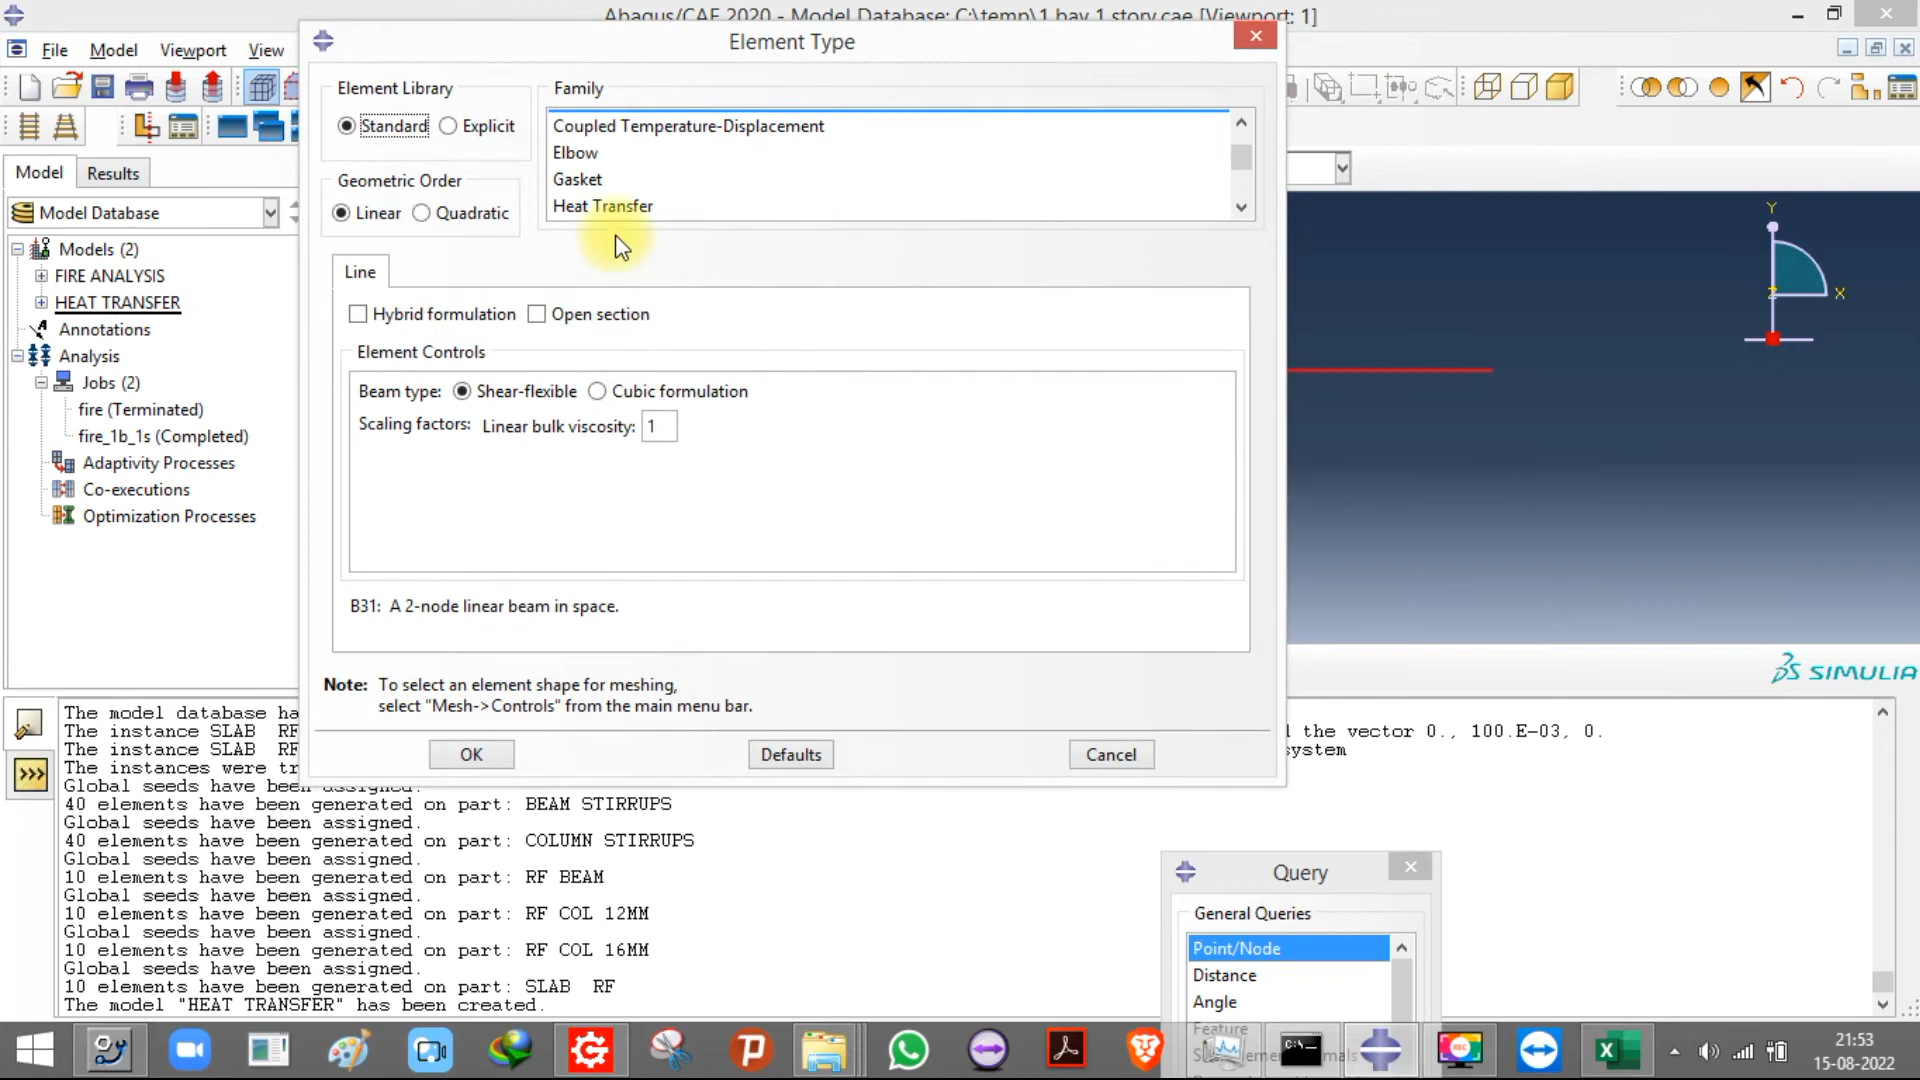 Abaqus/CAE 2020 - Model Database: C:\temp\1 bay 1 story.cae [Viewport: 1]
File Model Viewport View
Element Type
Element Library
Standard Explicit
Family
Coupled Temperature-Displacement
Elbow
Gasket
Heat Transfer
Geometric Order
Linear Quadratic
Model Results
Model Database
Models (2)
FIRE ANALYSIS
HEAT TRANSFER
Annotations
Analysis
Jobs (2)
fire (Terminated)
fire_1b_1s (Completed)
Adaptivity Processes
Co-executions
Optimization Processes
Line
Hybrid formulation Open section
Element Controls
Beam type: Shear-flexible Cubic formulation
Scaling factors: Linear bulk viscosity: 1
B31: A 2-node linear beam in space.
Note: To select an element shape for meshing,
select "Mesh->Controls" from the main menu bar.
OK Defaults Cancel
Y
Z X
SIMULIA
The model database ha
The instance SLAB RF l the vector 0., 100.E-03, 0.
The instance SLAB RF system
The instances were tr
Global seeds have been assigned.
40 elements have been generated on part: BEAM STIRRUPS
Global seeds have been assigned.
40 elements have been generated on part: COLUMN STIRRUPS
Global seeds have been assigned.
10 elements have been generated on part: RF BEAM
Global seeds have been assigned.
10 elements have been generated on part: RF COL 12MM
Global seeds have been assigned.
10 elements have been generated on part: RF COL 16MM
Global seeds have been assigned.
10 elements have been generated on part: SLAB RF
The model "HEAT TRANSFER" has been created.
>>>
Query
General Queries
Point/Node
Distance
Angle
Feature
REC
21:53
15-08-2022